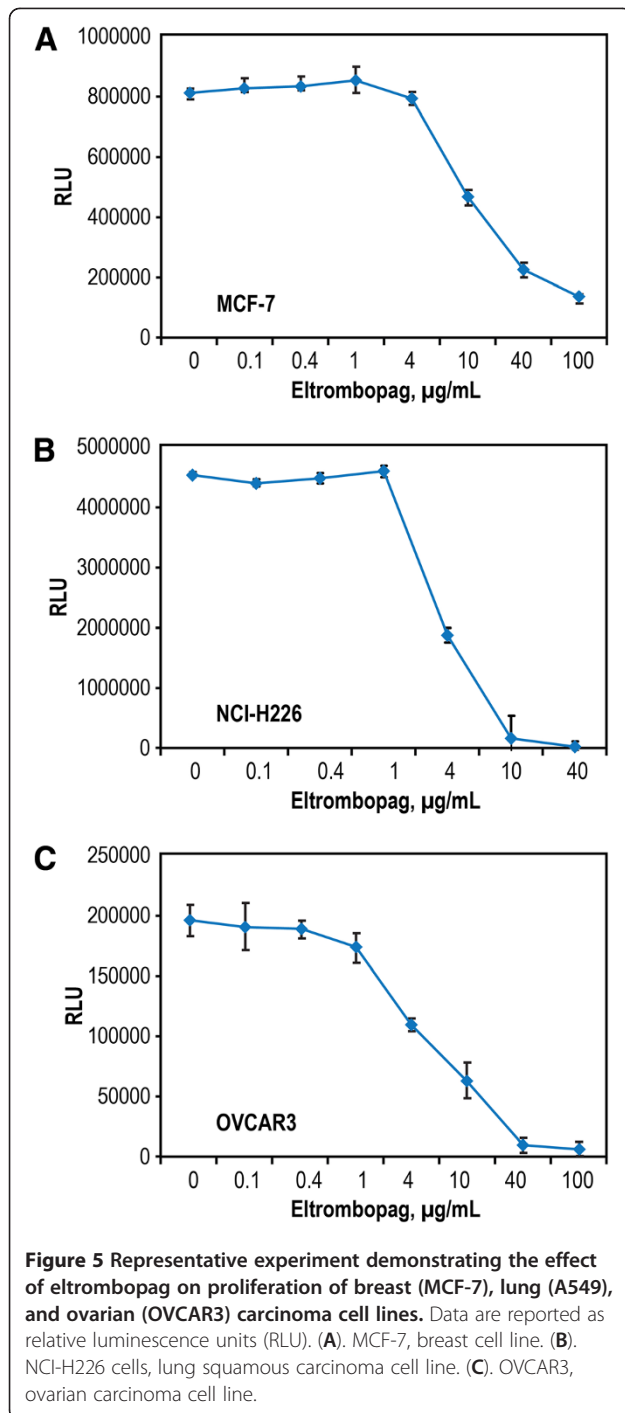 A
1000000
800000
600000
400000
200000
0
RLU
MCF-7
0 0.1 0.4 1 4 10 40 100
Eltrombopag, µg/mL
B
5000000
4000000
3000000
2000000
1000000
0
RLU
NCI-H226
0 0.1 0.4 1 4 10 40
Eltrombopag, µg/mL
C
250000
200000
150000
100000
50000
0
RLU
OVCAR3
0 0.1 0.4 1 4 10 40 100
Eltrombopag, µg/mL
Figure 5 Representative experiment demonstrating the effect
of eltrombopag on proliferation of breast (MCF-7), lung (A549),
and ovarian (OVCAR3) carcinoma cell lines. Data are reported as
relative luminescence units (RLU). (A). MCF-7, breast cell line. (B).
NCI-H226 cells, lung squamous carcinoma cell line. (C). OVCAR3,
ovarian carcinoma cell line.